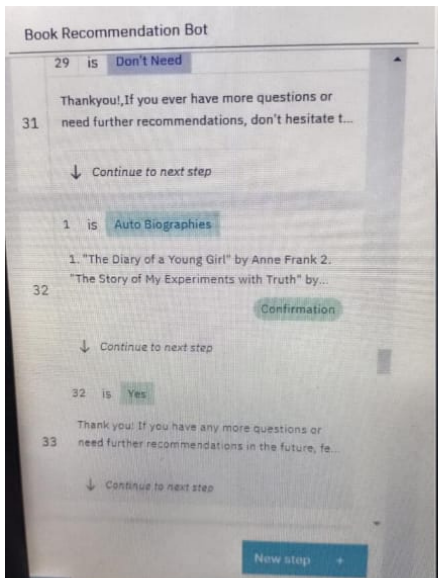 Book Recommendation Bot
29 is Don't Need
Thankyou!,If you ever have more questions or
31 need further recommendations, don't hesitate t...
↓ Continue to next step
1 is Auto Biographies
1. "The Diary of a Young Girl" by Anne Frank 2.
"The Story of My Experiments with Truth" by...
32
Confirmation
↓ Continue to next step
32 is Yes
Thank you! If you have any more questions or
33 need further recommendations in the future, fe...
↓ Continue to next step
New step +